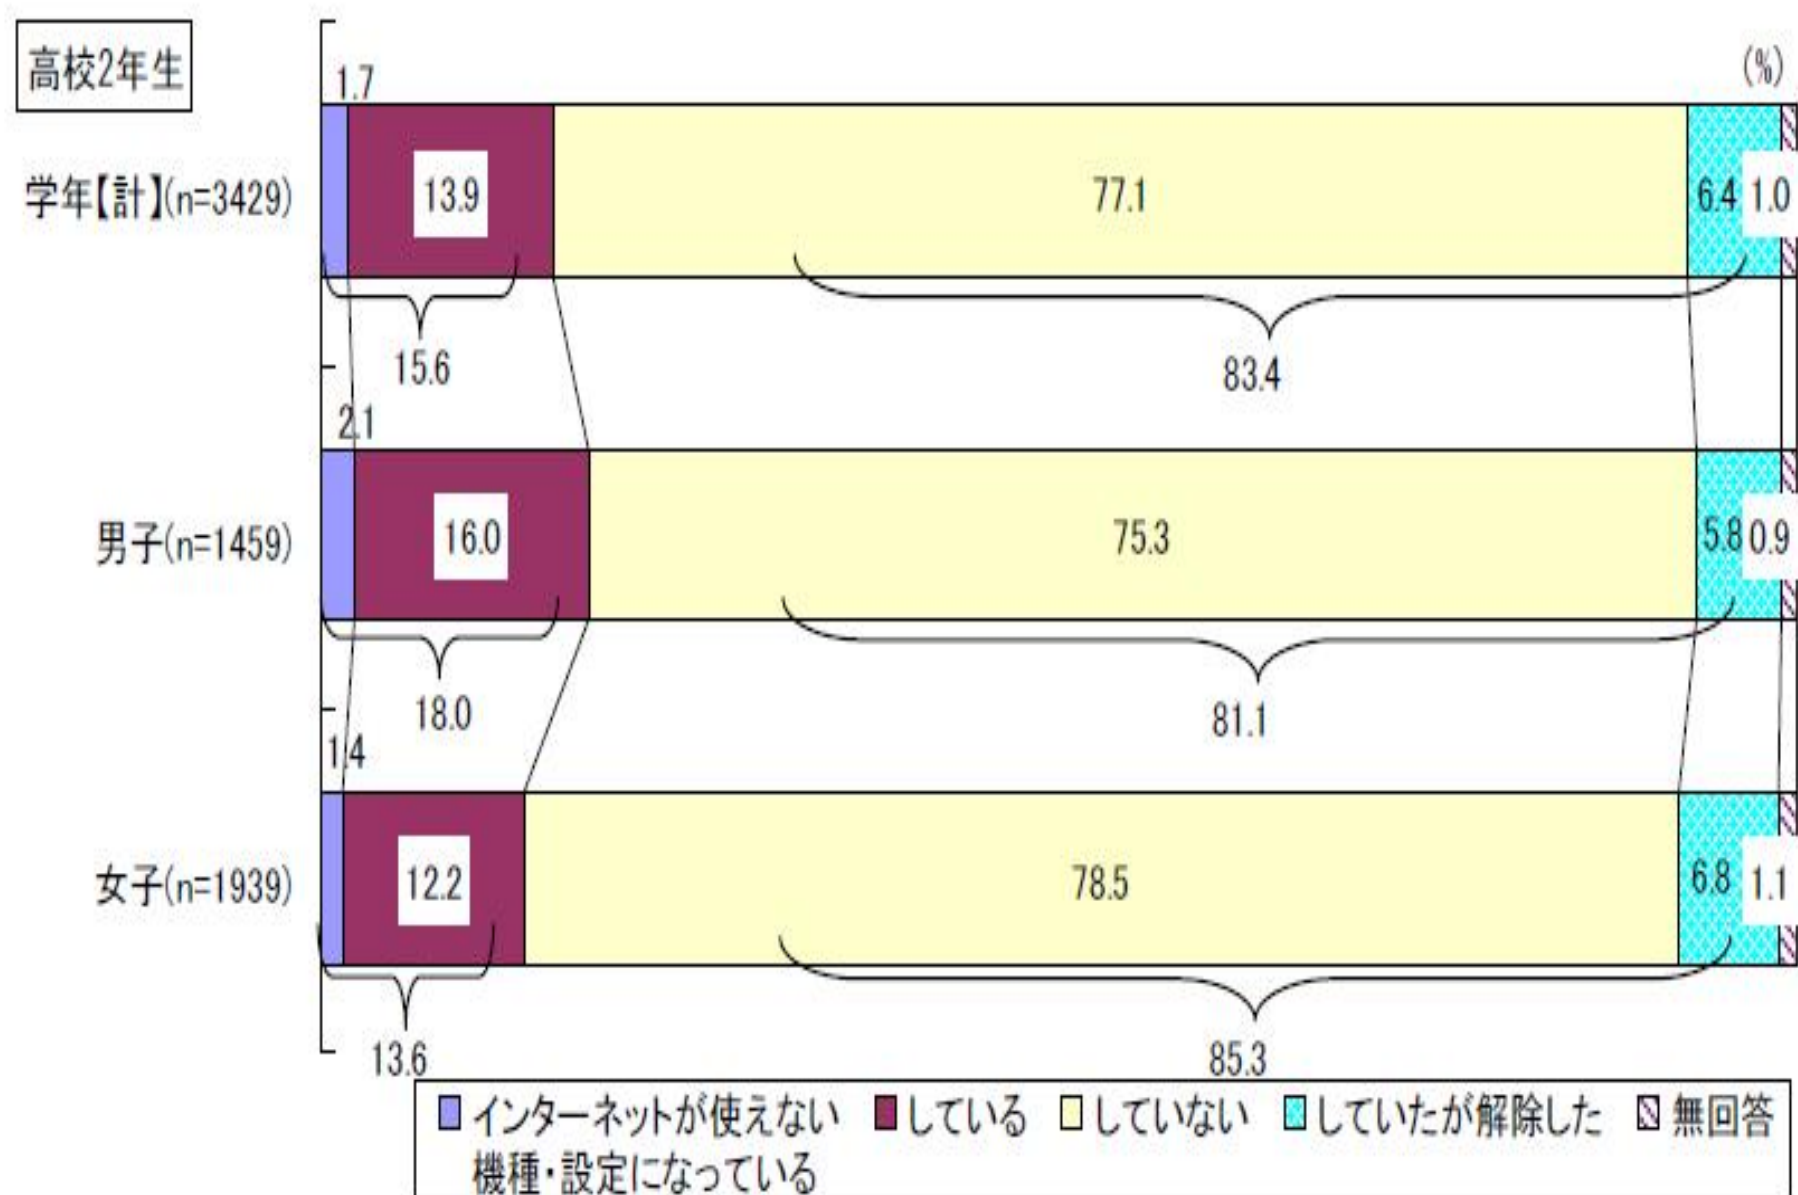 高校2年生
(%)
1.7
学年【計】(n=3429)
13.9
77.1
6.4
1.0
15.6
83.4
2.1
男子(n=1459)
16.0
75.3
5.8
0.9
18.0
81.1
1.4
女子(n=1939)
12.2
78.5
6.8
1.1
13.6
85.3
インターネットが使えない
機種・設定になっている
している
していない
していたが解除した
無回答